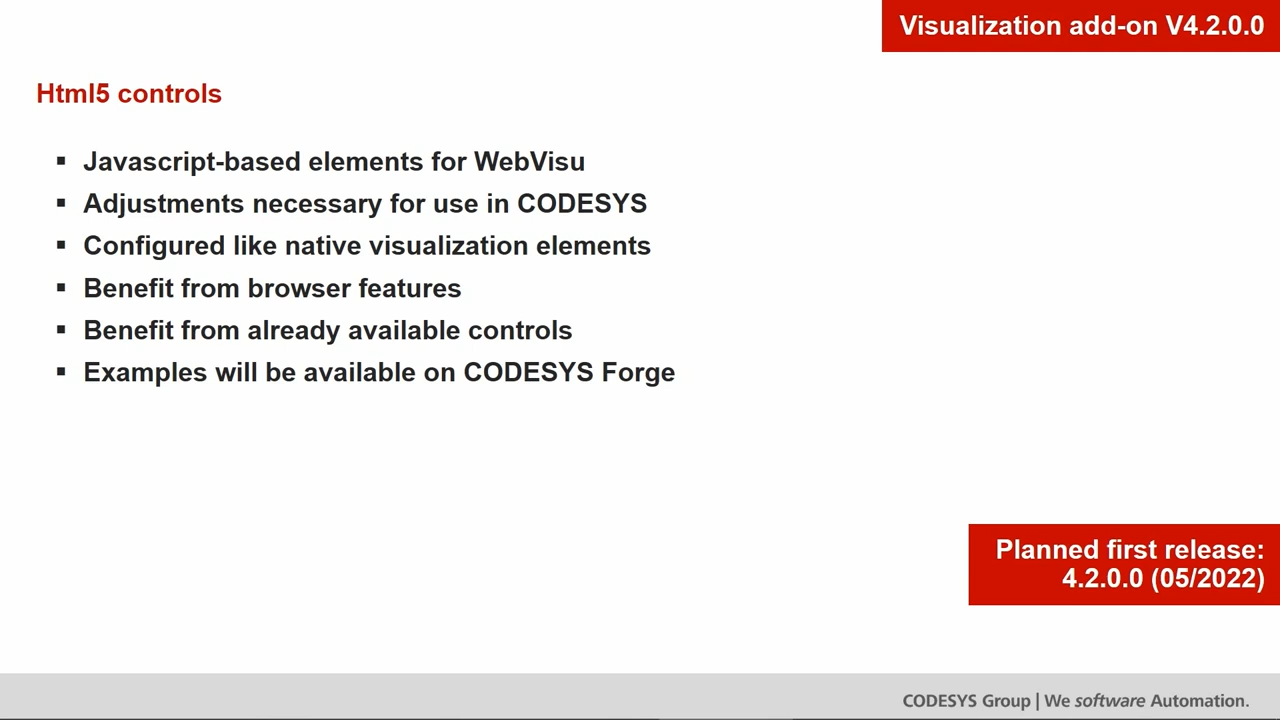 Visualization add-on V4.2.0.0
Html5 controls
▪ Javascript-based elements for WebVisu
▪ Adjustments necessary for use in CODESYS
▪ Configured like native visualization elements
▪ Benefit from browser features
▪ Benefit from already available controls
▪ Examples will be available on CODESYS Forge
Planned first release:
4.2.0.0 (05/2022)
CODESYS Group | We software Automation.